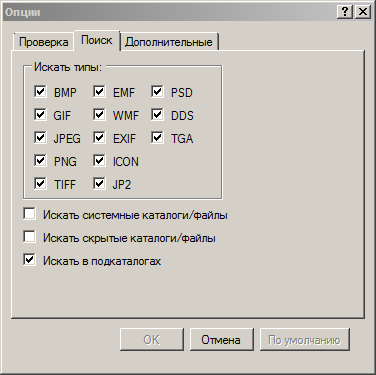 Опции
Проверка Поиск Дополнительные
Искать типы:
BMP EMF PSD
GIF WMF DDS
JPEG EXIF TGA
PNG ICON
TIFF JP2
Искать системные каталоги/файлы
Искать скрытые каталоги/файлы
Искать в подкаталогах
OK Отмена По умолчанию